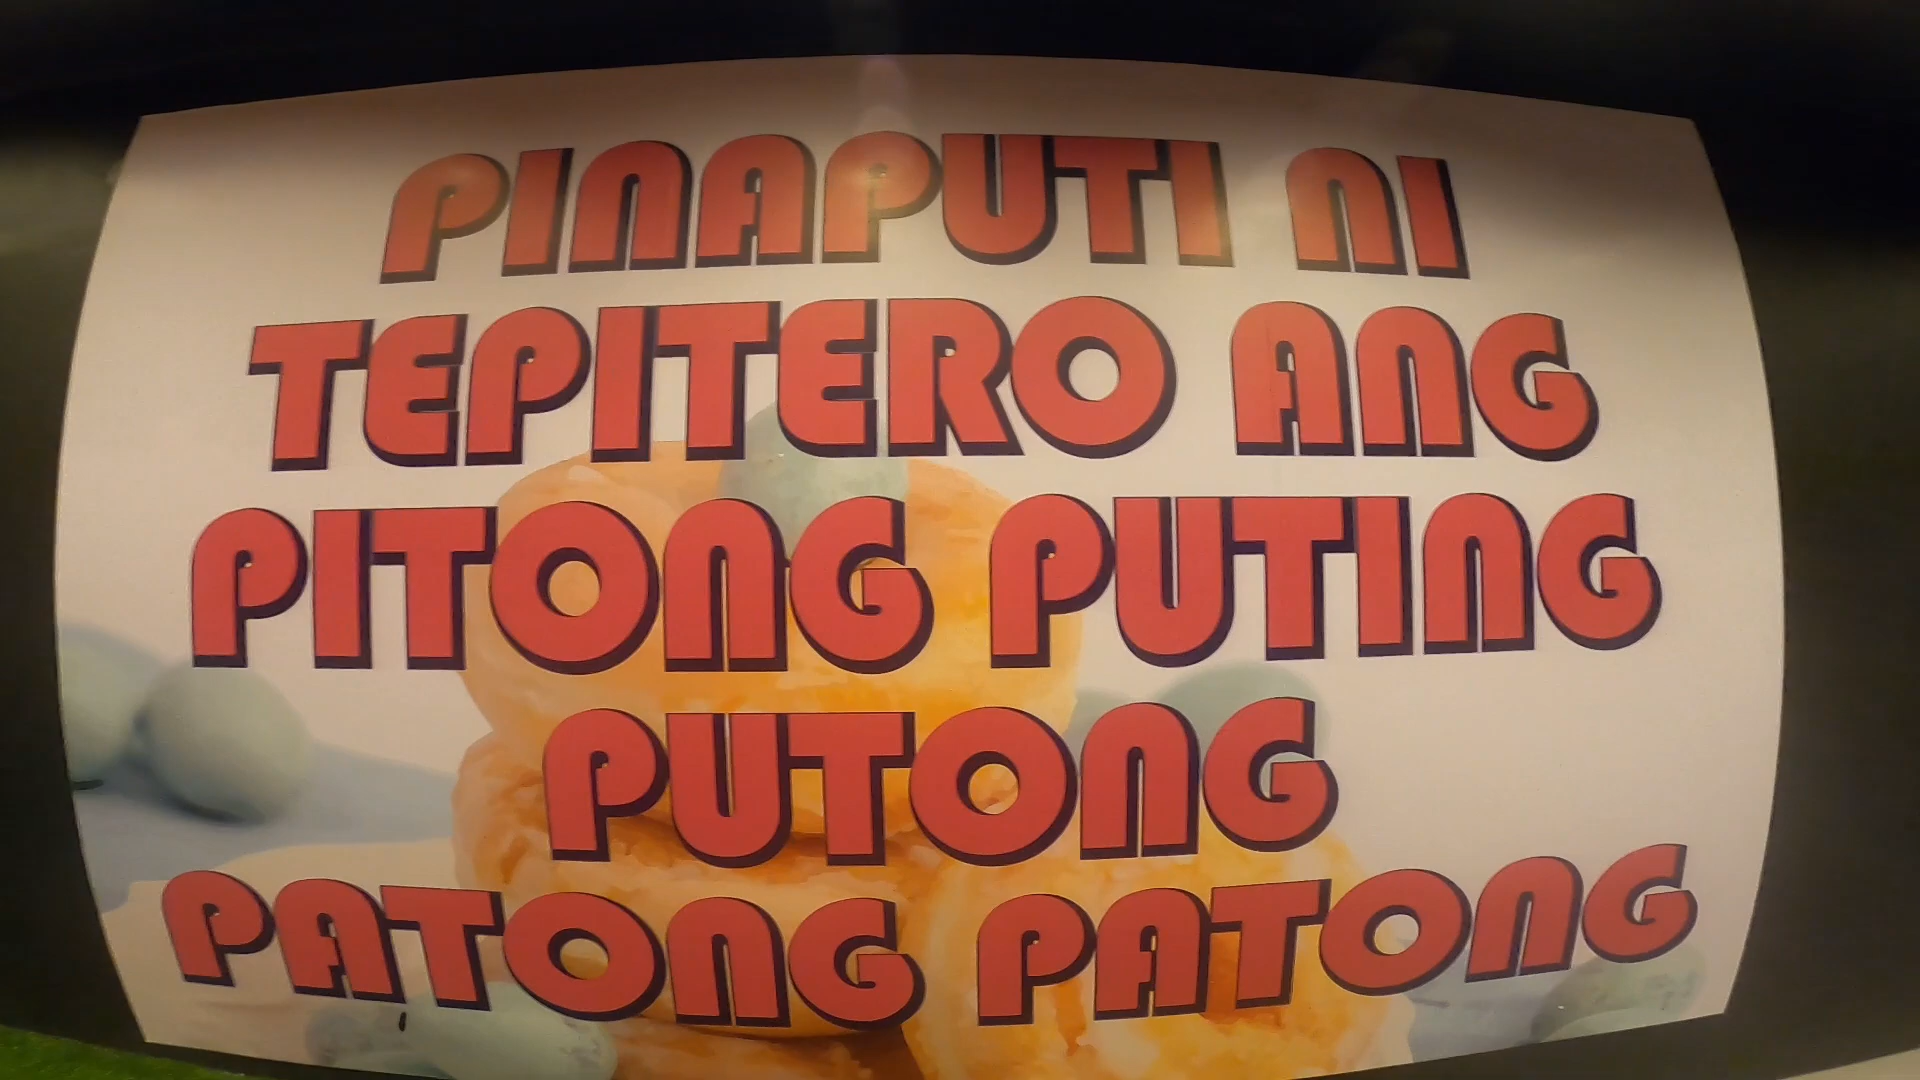 PINAPUTI NI
TEPITERO ANG
PITONG PUTING
PUTONG
PATONG PATONG